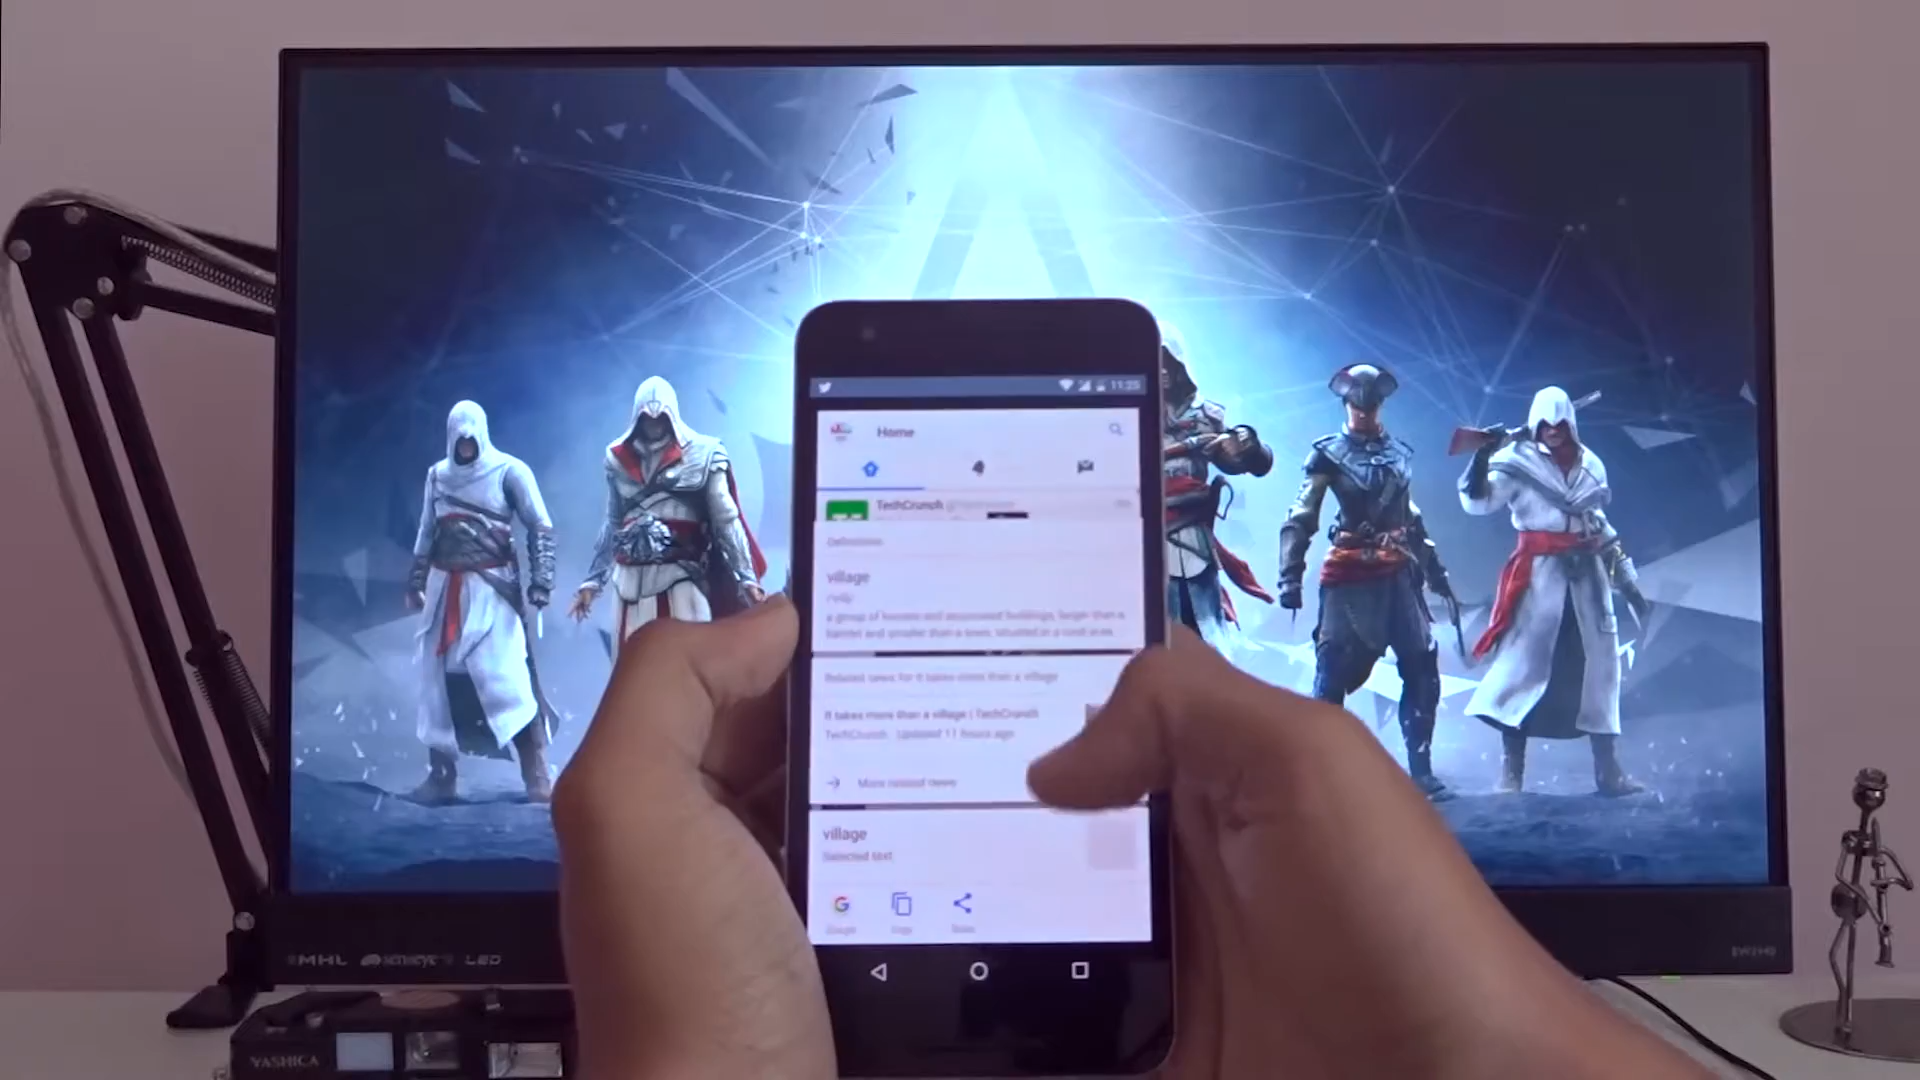 11:25
Home
TechCrunch
Definitions
village
a group of houses and associated buildings, larger than a
hamlet and smaller than a town, situated in a rural area
Related news for It takes more than a village
It takes more than a village | TechCrunch
TechCrunch · Updated 11 hours ago
More related news
village
Selected text
Google Copy Share
MHL senseye LED
YASHICA